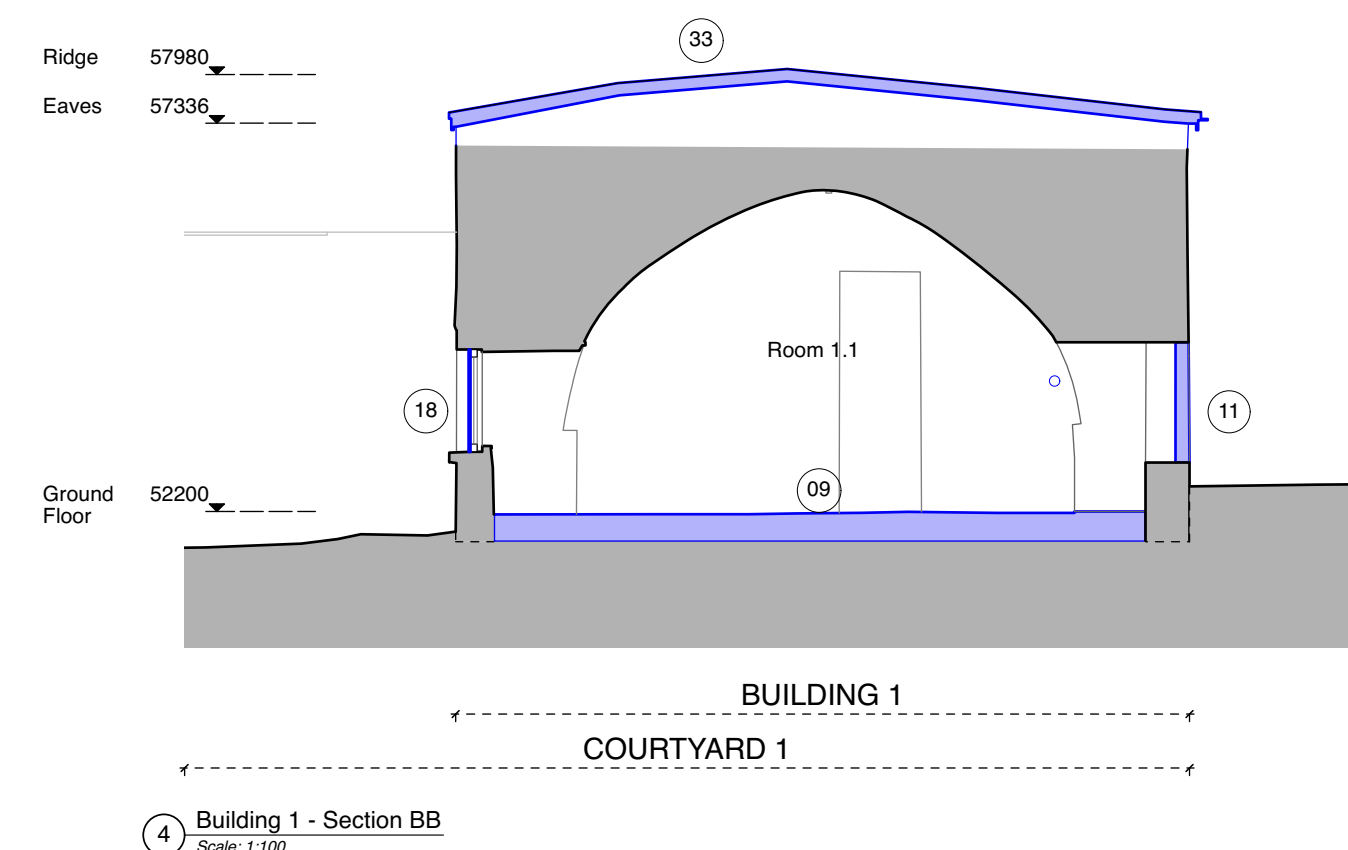 33
Ridge 57980
Eaves 57336
Room 1.1
18
11
09
Ground Floor 52200
BUILDING 1
COURTYARD 1
4 Building 1 - Section BB
Scale: 1:100